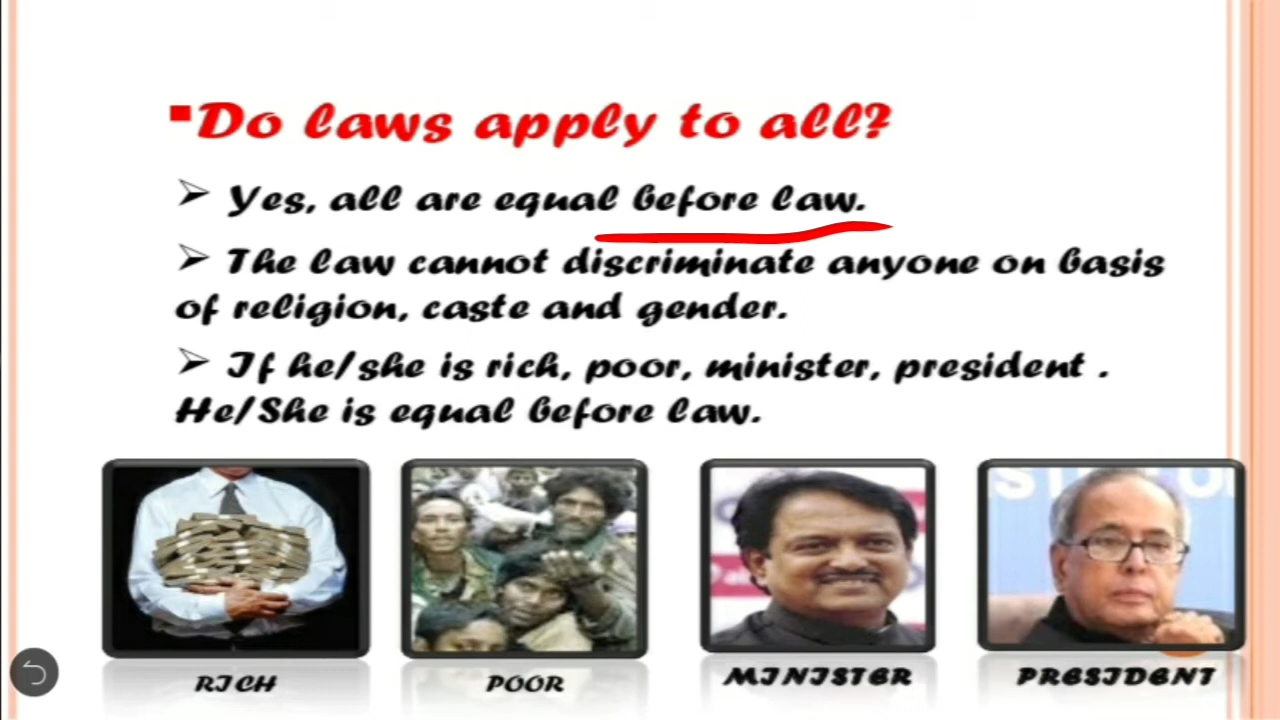 Do laws apply to all?
Yes, all are equal before law.
The law cannot discriminate anyone on basis
of religion, caste and gender.
If he/she is rich, poor, minister, president .
He/She is equal before law.
RICH
POOR
MINISTER
PRESIDENT